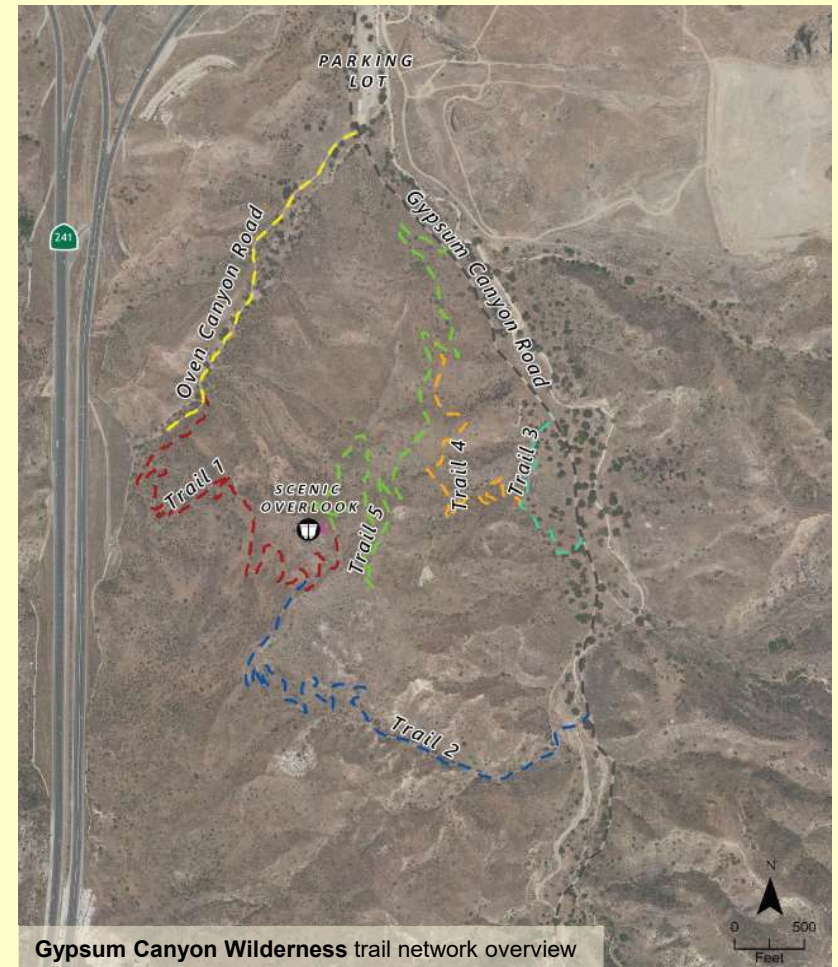 PARKING
LOT
241
Oven Canyon Road
Gypsum Canyon Road
Trail 1
SCENIC
OVERLOOK
Trail 5
Trail 4
Trail 3
Trail 2
N
0 500
Feet
Gypsum Canyon Wilderness trail network overview